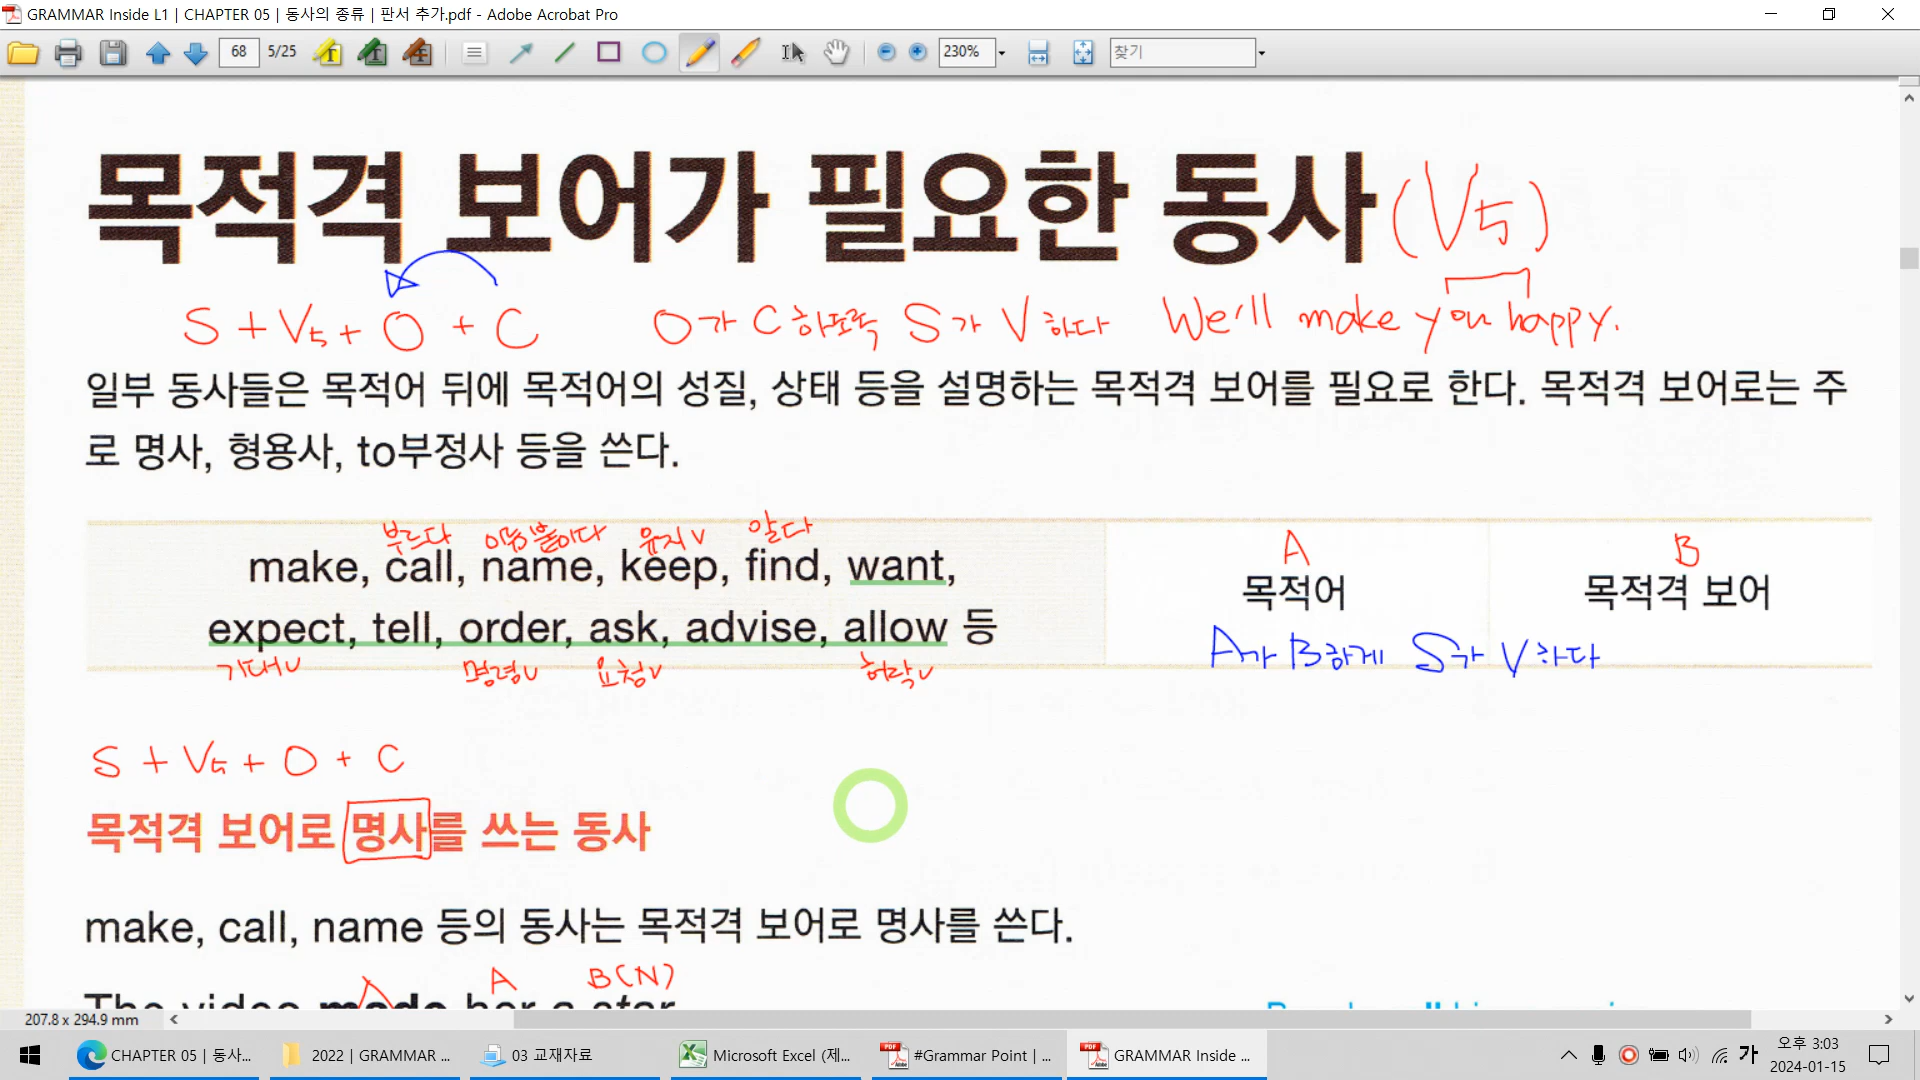 GRAMMAR Inside L1 | CHAPTER 05 | 동사의 종류 | 판서 추가.pdf - Adobe Acrobat Pro
68 5/25 230% 찾기
목적격 보어가 필요한 동사 (V5)
S + V5 + O + C O가 C 하도록 S가 V 하다 We'll make you happy.
일부 동사들은 목적어 뒤에 목적어의 성질, 상태 등을 설명하는 목적격 보어를 필요로 한다. 목적격 보어로는 주
로 명사, 형용사, to부정사 등을 쓴다.
부르다 이름붙이다 유지V 알다 A B
make, call, name, keep, find, want, 목적어 목적격 보어
expect, tell, order, ask, advise, allow 등
A가 B하게 S가 V 하다
기대V 명령V 요청V 허락V
S + V5 + O + C
목적격 보어로 명사를 쓰는 동사
make, call, name 등의 동사는 목적격 보어로 명사를 쓴다.
A B(N)
The video made her a star
207.8 x 294.9 mm
CHAPTER 05 | 동사... 2022 | GRAMMAR ... 03 교재자료 Microsoft Excel (제... #Grammar Point | ... GRAMMAR Inside ... 가 오후 3:03
2024-01-15